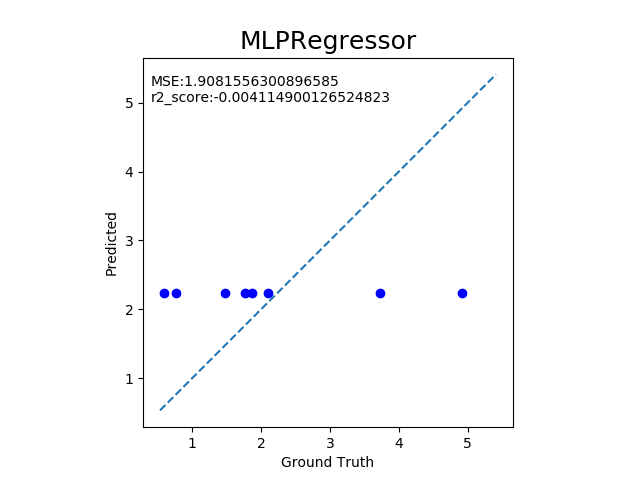 MLPRegressor
MSE:1.9081556300896585
r2_score:-0.004114900126524823
5
4
3
2
1
Predicted
1 2 3 4 5
Ground Truth